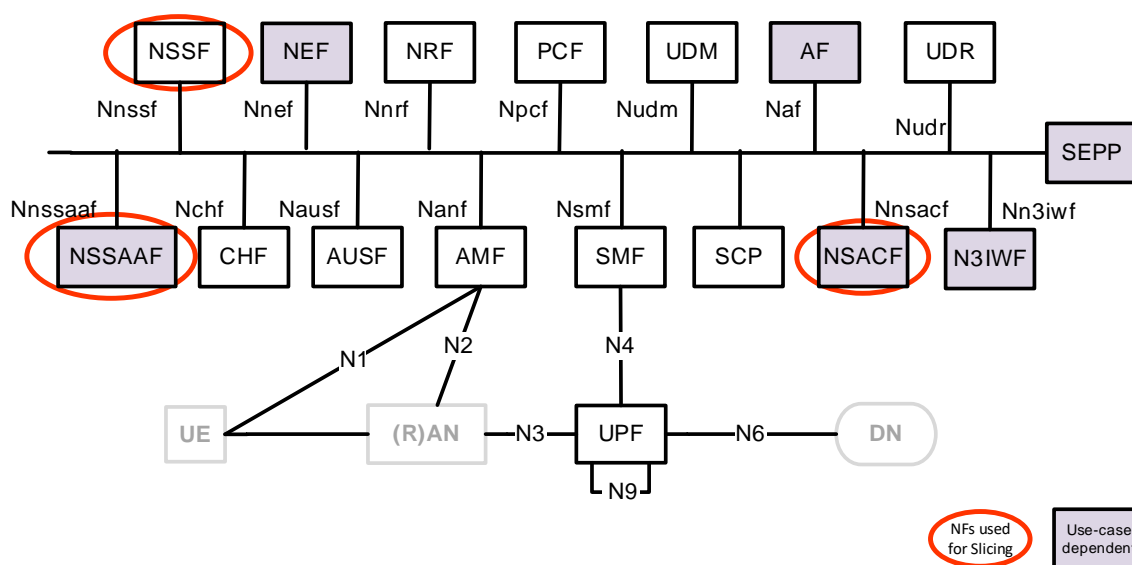 NSSF NEF NRF PCF UDM AF UDR
Nnssf Nnef Nnrf Npcf Nudm Naf Nudr
SEPP
Nnssaaf Nchf Nausf Nanf Nsmf Nnsacf Nn3iwf
NSSAAF CHF AUSF AMF SMF SCP NSACF N3IWF
N1 N2 N4
UE (R)AN N3 UPF N6 DN
N9
NFs used
for Slicing
Use-case
dependent